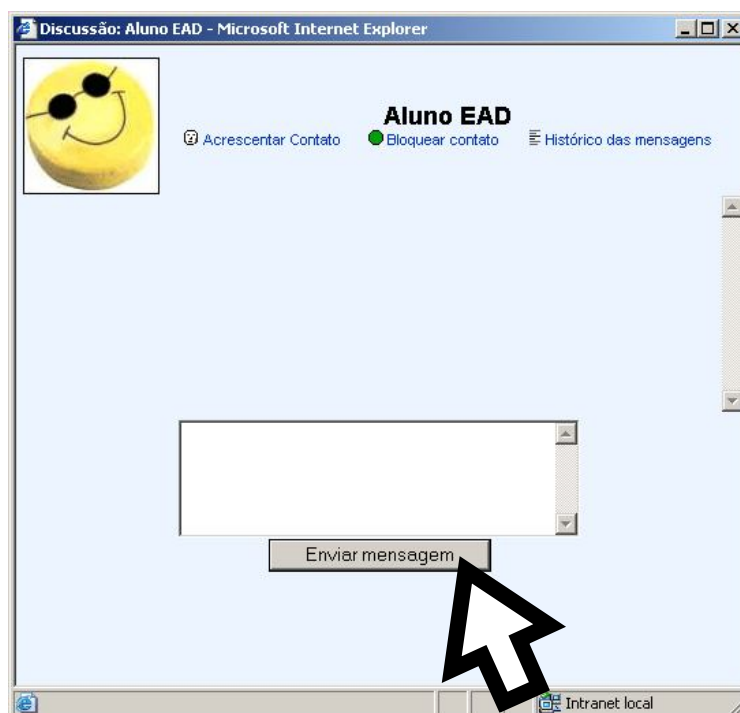 Discussão: Aluno EAD - Microsoft Internet Explorer
Aluno EAD
Acrescentar Contato Bloquear contato Histórico das mensagens
Enviar mensagem
Intranet local